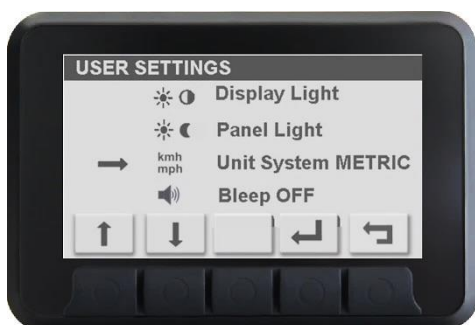 USER SETTINGS
Display Light
Panel Light
kmh
mph
Unit System METRIC
Bleep OFF